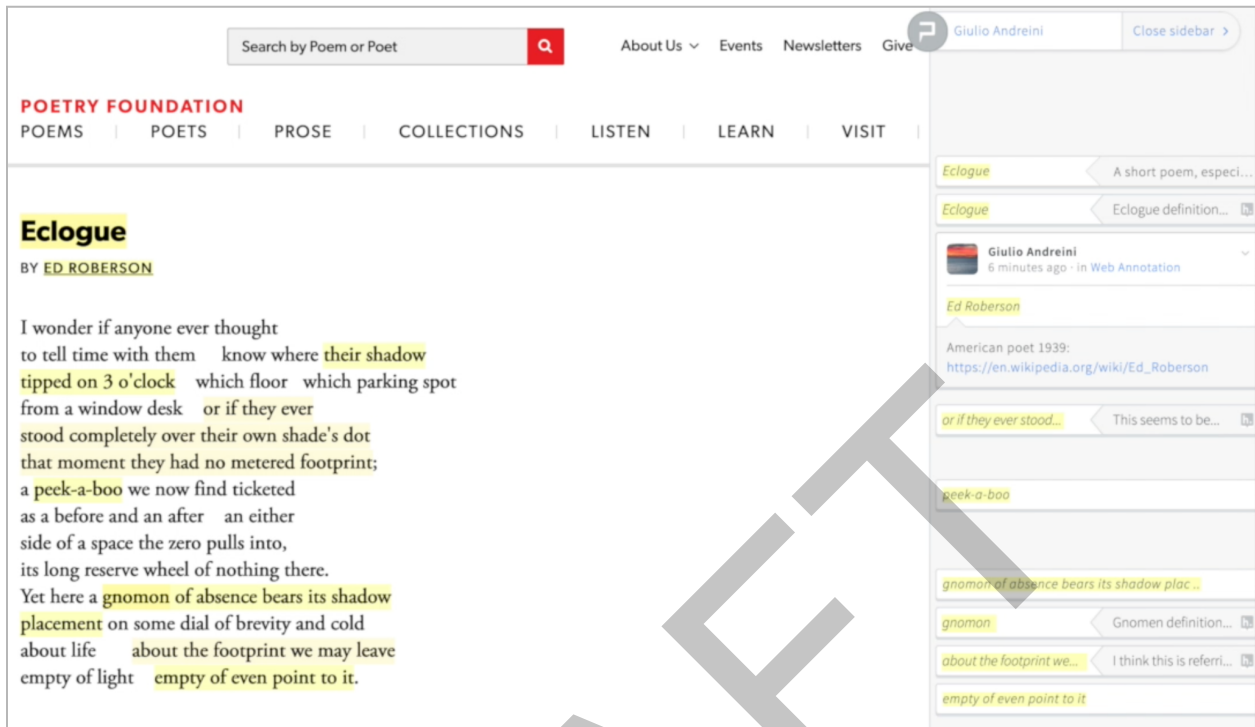 Search by Poem or Poet
About Us Events Newsletters Give
Giulio Andreini Close sidebar >
POETRY FOUNDATION
POEMS | POETS | PROSE | COLLECTIONS | LISTEN | LEARN | VISIT |
Eclogue
BY ED ROBERSON
I wonder if anyone ever thought
to tell time with them know where their shadow
tipped on 3 o'clock which floor which parking spot
from a window desk or if they ever
stood completely over their own shade's dot
that moment they had no metered footprint;
a peek-a-boo we now find ticketed
as a before and an after an either
side of a space the zero pulls into,
its long reserve wheel of nothing there.
Yet here a gnomon of absence bears its shadow
placement on some dial of brevity and cold
about life about the footprint we may leave
empty of light empty of even point to it.
Eclogue A short poem, especi...
Eclogue Eclogue definition...
Giulio Andreini
6 minutes ago · in Web Annotation
Ed Roberson
American poet 1939:
https://en.wikipedia.org/wiki/Ed_Roberson
or if they ever stood... This seems to be...
peek-a-boo
gnomon of absence bears its shadow plac ..
gnomon Gnomen definition...
about the footprint we... I think this is referri...
empty of even point to it